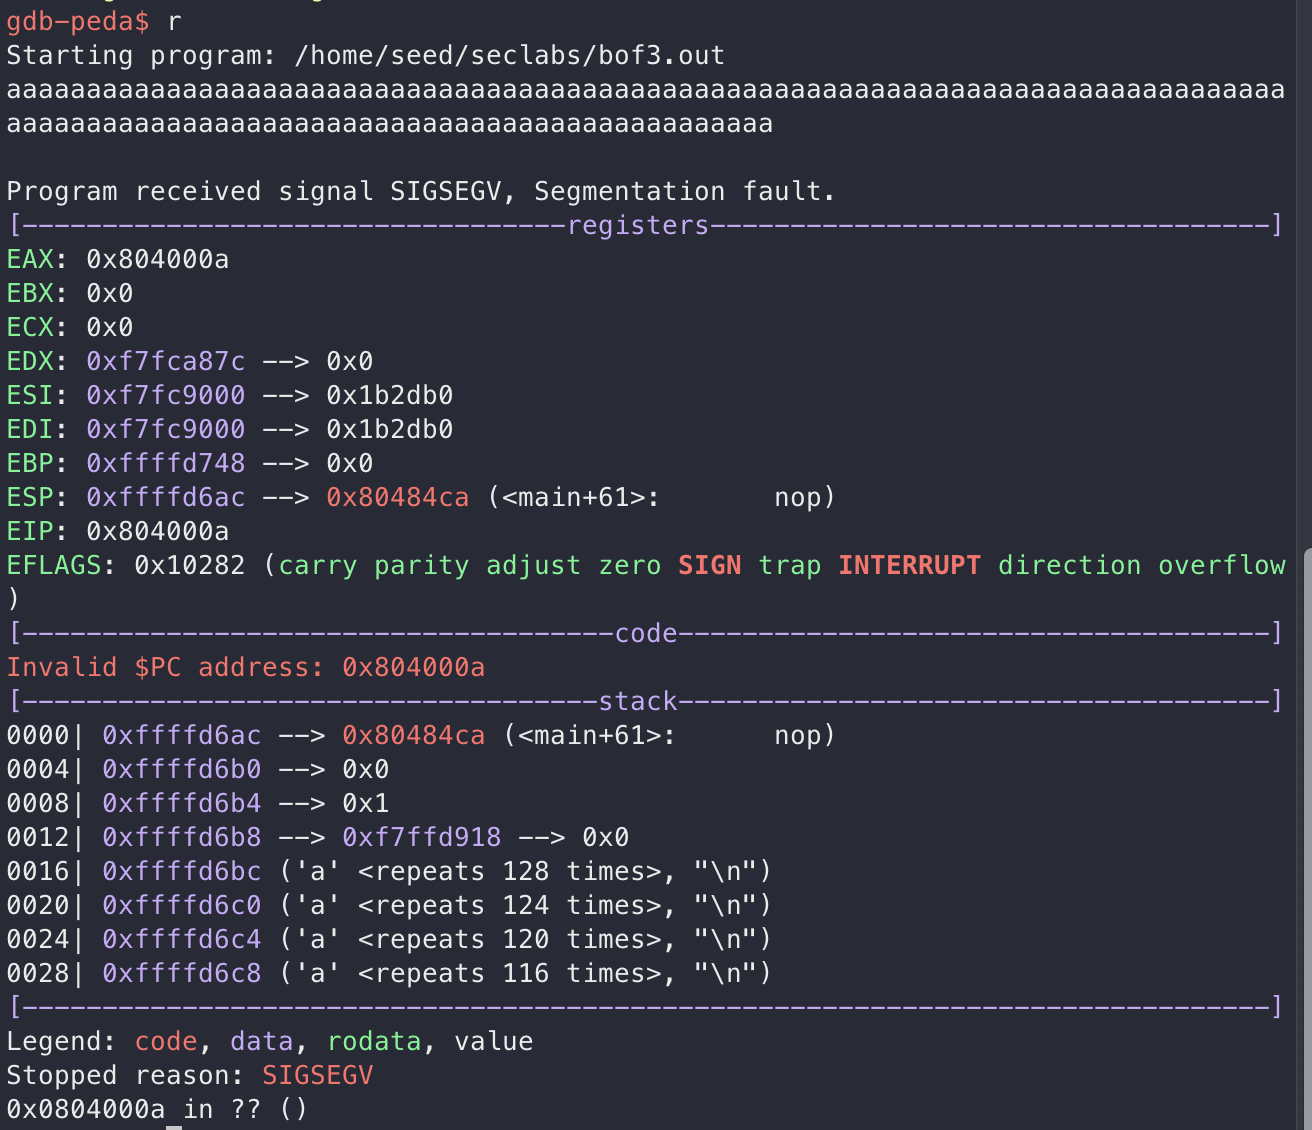 gdb-peda$ r
Starting program: /home/seed/seclabs/bof3.out
aaaaaaaaaaaaaaaaaaaaaaaaaaaaaaaaaaaaaaaaaaaaaaaaaaaaaaaaaaaaaaaaaaaaaaaaaaaaaaaa
aaaaaaaaaaaaaaaaaaaaaaaaaaaaaaaaaaaaaaaaaaaaaaaa

Program received signal SIGSEGV, Segmentation fault.
[----------------------------------registers-----------------------------------]
EAX: 0x804000a
EBX: 0x0
ECX: 0x0
EDX: 0xf7fca87c --> 0x0
ESI: 0xf7fc9000 --> 0x1b2db0
EDI: 0xf7fc9000 --> 0x1b2db0
EBP: 0xffffd748 --> 0x0
ESP: 0xffffd6ac --> 0x80484ca (<main+61>:       nop)
EIP: 0x804000a
EFLAGS: 0x10282 (carry parity adjust zero SIGN trap INTERRUPT direction overflow
)
[-------------------------------------code-------------------------------------]
Invalid $PC address: 0x804000a
[------------------------------------stack-------------------------------------]
0000| 0xffffd6ac --> 0x80484ca (<main+61>:      nop)
0004| 0xffffd6b0 --> 0x0
0008| 0xffffd6b4 --> 0x1
0012| 0xffffd6b8 --> 0xf7ffd918 --> 0x0
0016| 0xffffd6bc ('a' <repeats 128 times>, "\n")
0020| 0xffffd6c0 ('a' <repeats 124 times>, "\n")
0024| 0xffffd6c4 ('a' <repeats 120 times>, "\n")
0028| 0xffffd6c8 ('a' <repeats 116 times>, "\n")
[------------------------------------------------------------------------------]
Legend: code, data, rodata, value
Stopped reason: SIGSEGV
0x0804000a in ?? ()